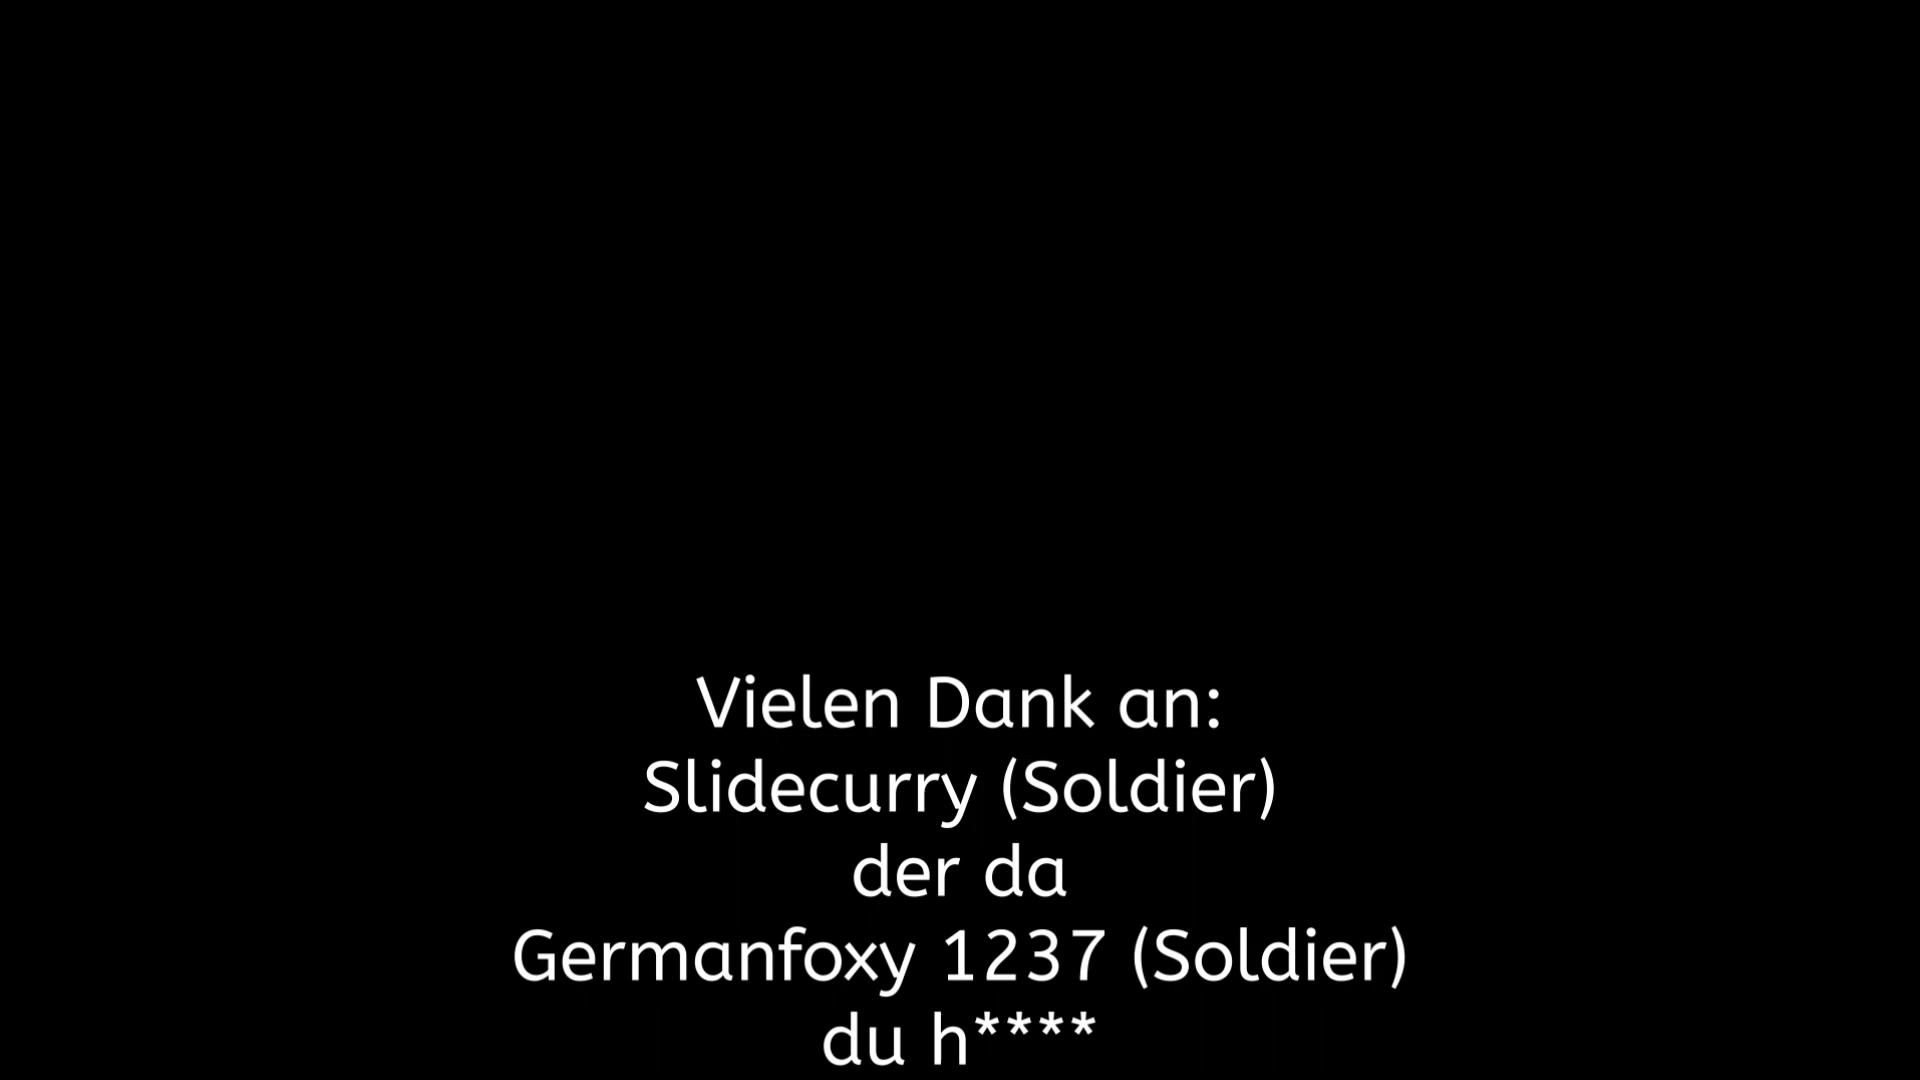 Vielen Dank an:
Slidecurry (Soldier)
der da
Germanfoxy 1237 (Soldier)
du h****